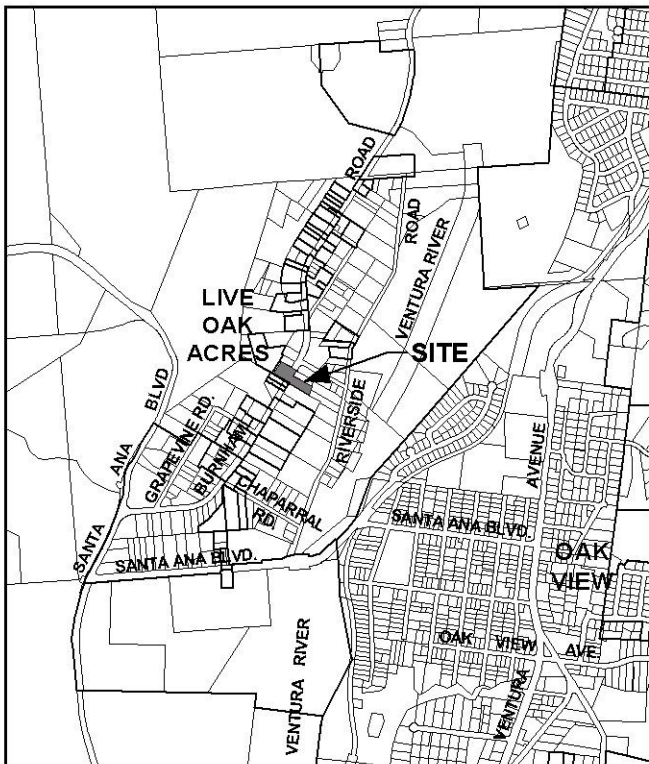 ROAD
ROAD
VENTURA RIVER
LIVE
OAK
ACRES
SITE
SANTA ANA BLVD
GRAPEVINE RD.
BURNHAM
RIVERSIDE
CHAPARRAL
RD.
AVENUE
SANTA ANA BLVD.
SANTA ANA BLVD.
OAK
VIEW
OAK VIEW AVE
VENTURA RIVER
VENTURA